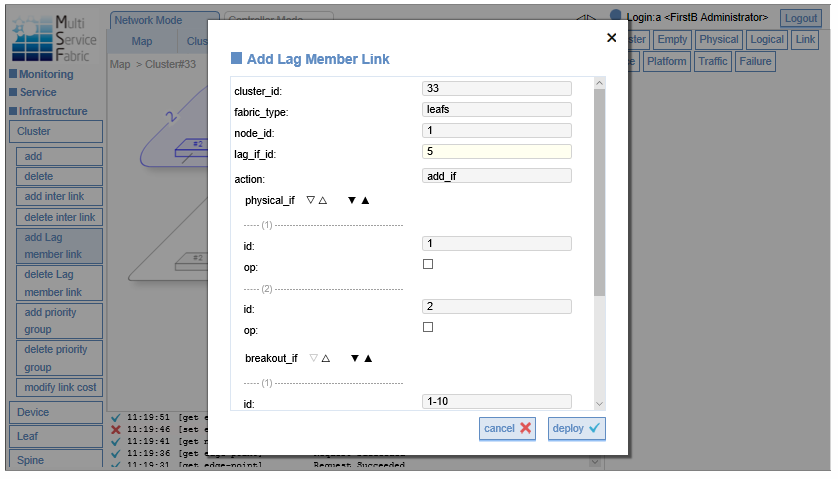 Multi
Service
Fabric
Network Mode
Controller Mode
Login:a <FirstB Administrator>
Logout
Map
Clus
ster
Empty
Physical
Logical
Link
Map > Cluster#33
Platform
Traffic
Failure
Monitoring
Service
Infrastructure
Cluster
add
delete
add inter link
delete inter link
add Lag
member link
delete Lag
member link
add priority
group
delete priority
group
modify link cost
Device
Leaf
Spine
2
#2
#2
Add Lag Member Link
cluster_id: 33
fabric_type: leafs
node_id: 1
lag_if_id: 5
action: add_if
physical_if ▽△ ▼▲
----- (1) -----------------------------------
id: 1
op:
----- (2) -----------------------------------
id: 2
op:
breakout_if ▽△ ▼▲
----- (1) -----------------------------------
id: 1-10
cancel
deploy
11:19:51 [get e
11:19:46 [set e
11:19:41 [get r
11:19:36 [get edge-point] Request Succeeded
11:19:31 [get edge-point] Request Succeeded